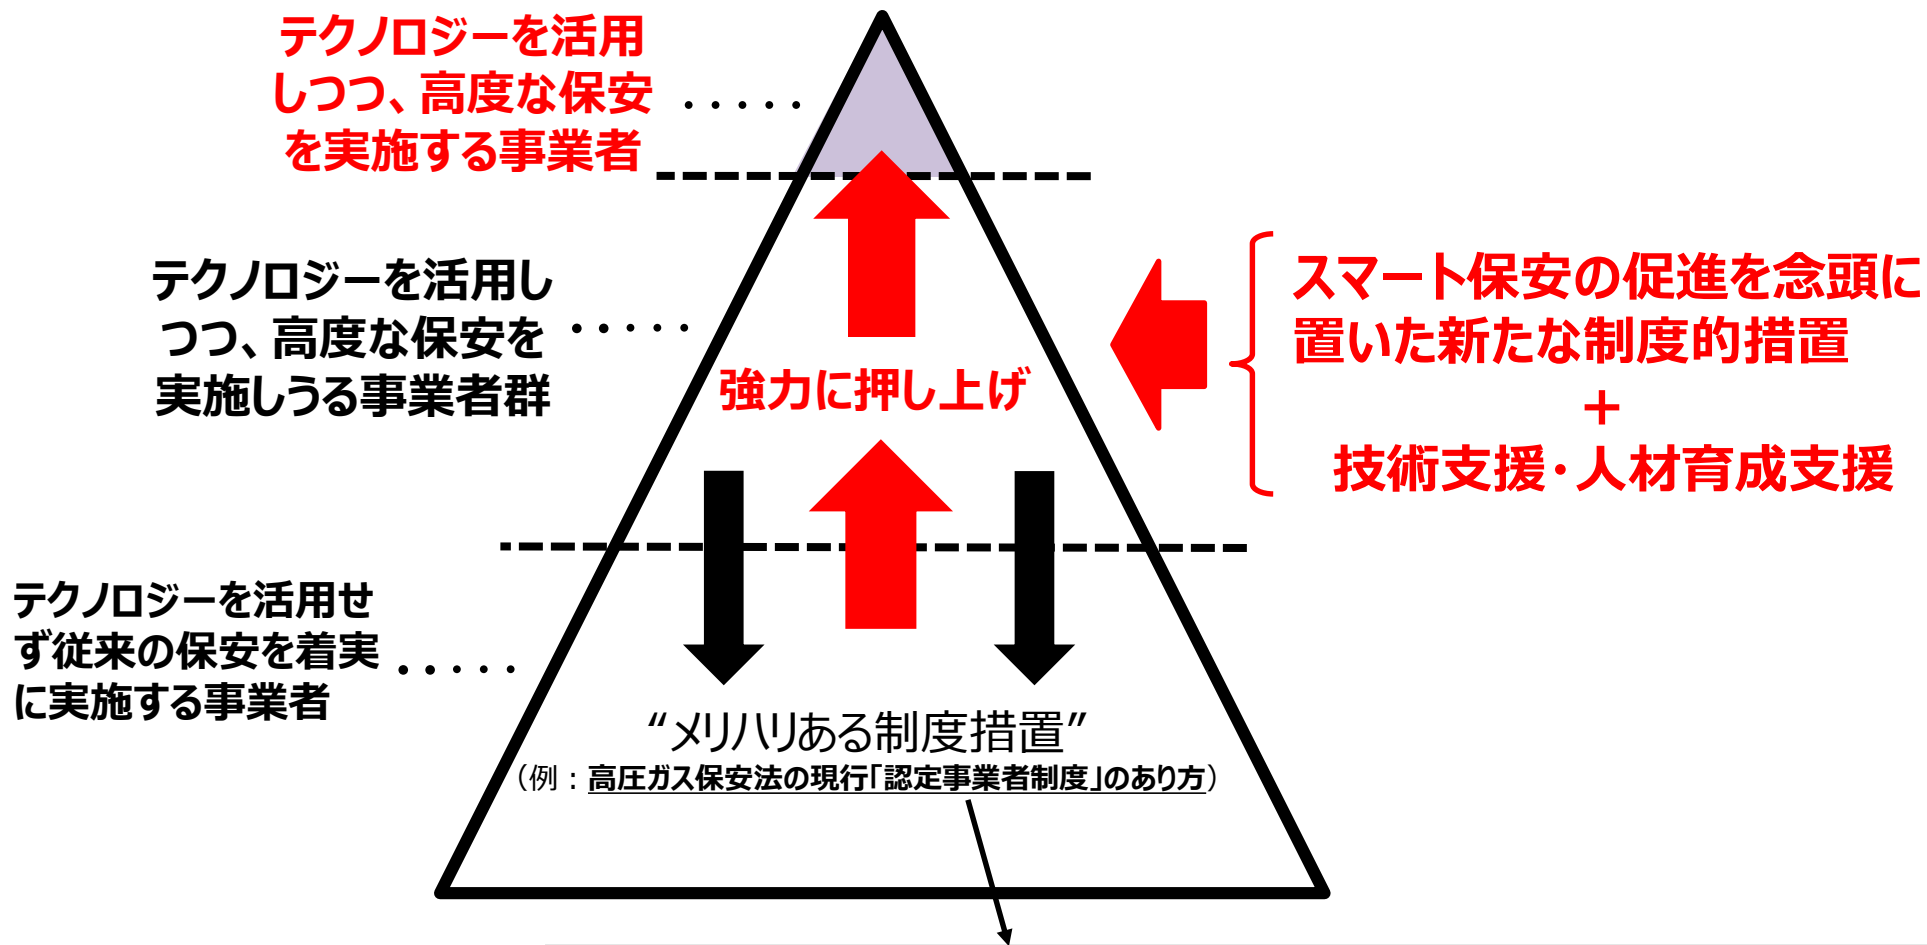 テクノロジーを活用
しつつ、高度な保安
を実施する事業者
テクノロジーを活用し
つつ、高度な保安を
実施しうる事業者群
強力に押し上げ
スマート保安の促進を念頭に
置いた新たな制度的措置
+
技術支援・人材育成支援
テクノロジーを活用せ
ず従来の保安を着実
に実施する事業者
“メリハリある制度措置”
（例：高圧ガス保安法の現行「認定事業者制度」のあり方）